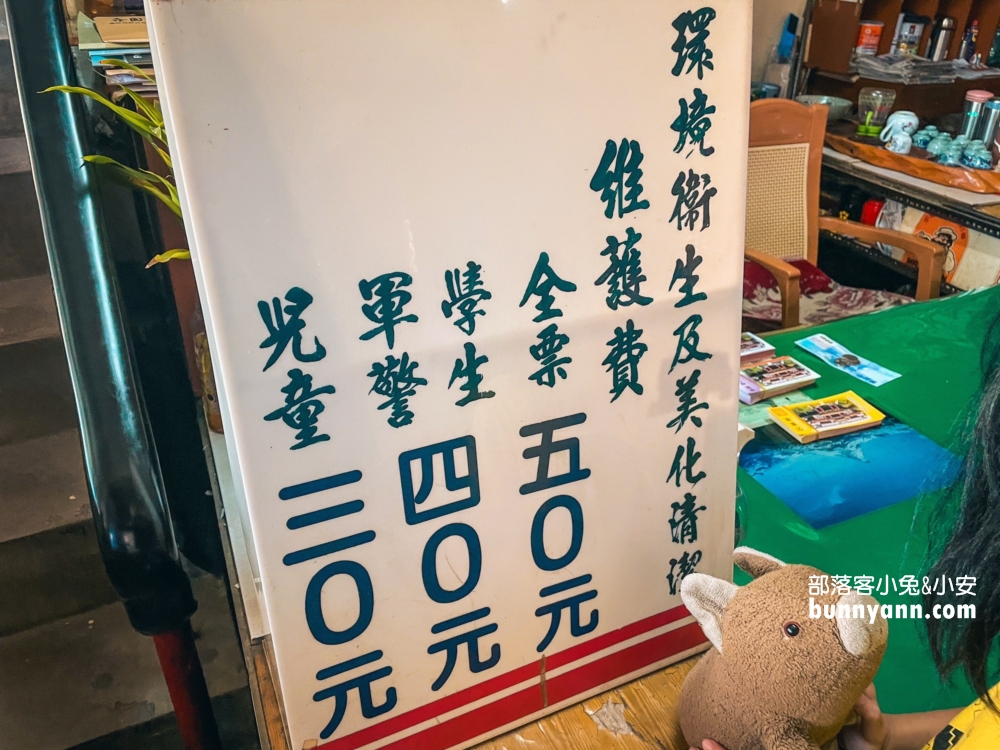 環境衛生及美化清潔
維護費
全票 五〇元
學生
軍警 四〇元
兒童 三〇元
部落客小兔&小安
bunnyann.com